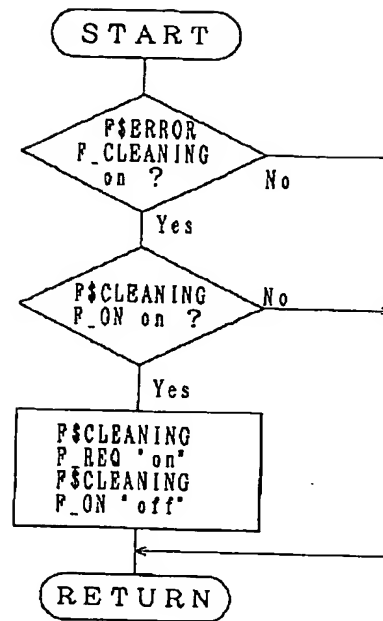 START
F$ERROR
F_CLEANING
on ?
No
Yes
F$CLEANING
F_ON on ?
No
Yes
F$CLEANING
F_REQ "on"
F$CLEANING
F_ON "off"
RETURN